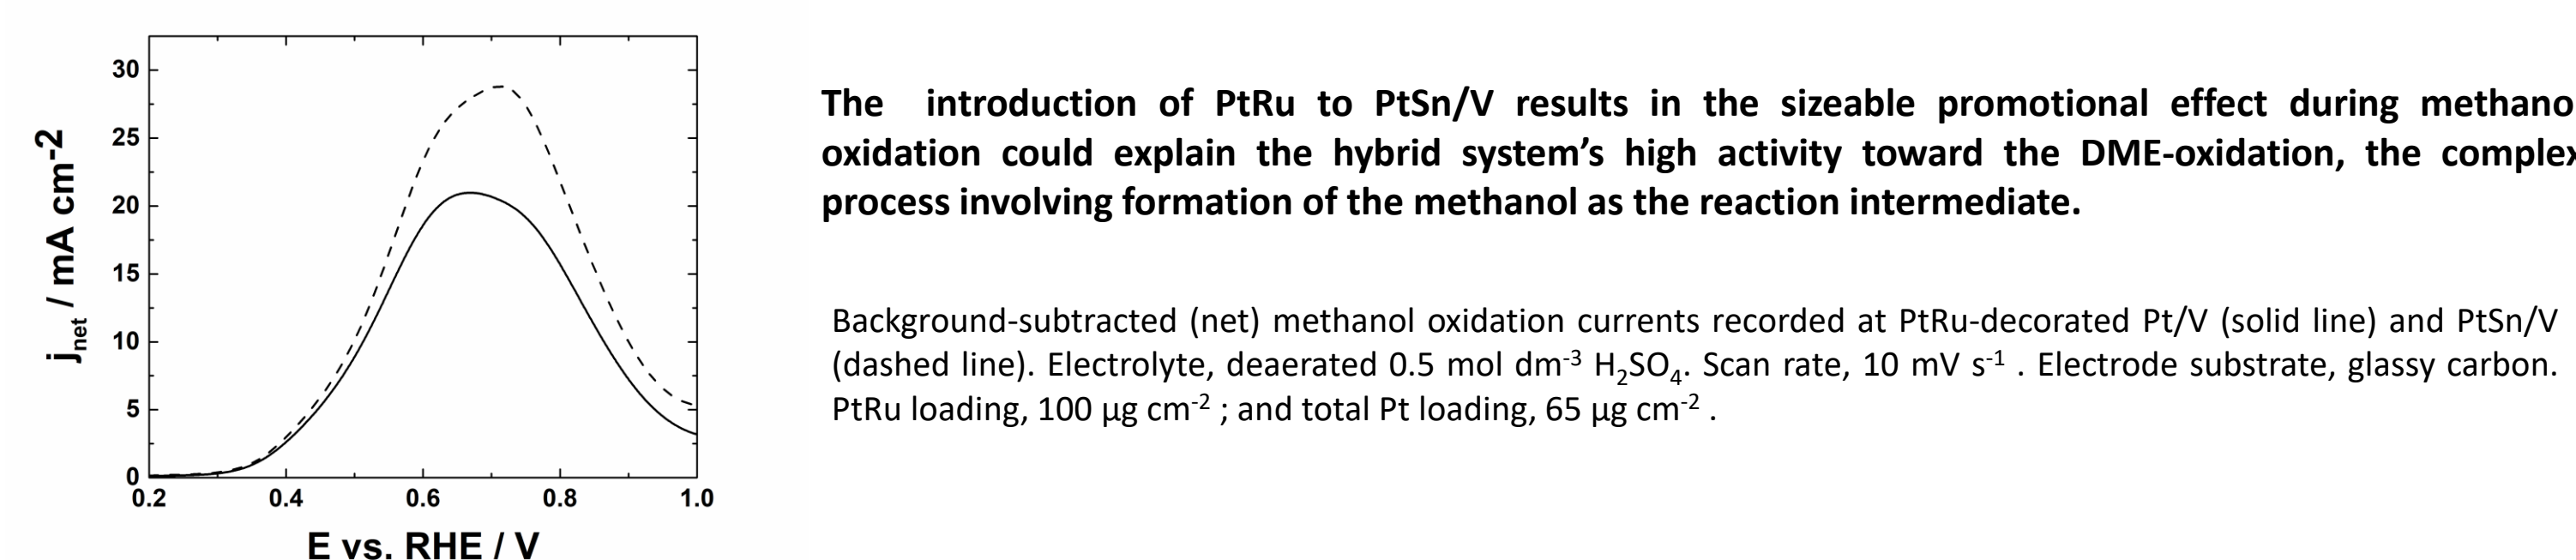 30
25
20
15
10
5
0
0.2 0.4 0.6 0.8 1.0
j_net / mA cm^-2
E vs. RHE / V
The introduction of PtRu to PtSn/V results in the sizeable promotional effect during methano
oxidation could explain the hybrid system’s high activity toward the DME-oxidation, the complex
process involving formation of the methanol as the reaction intermediate.
Background-subtracted (net) methanol oxidation currents recorded at PtRu-decorated Pt/V (solid line) and PtSn/V
(dashed line). Electrolyte, deaerated 0.5 mol dm^-3 H₂SO₄. Scan rate, 10 mV s^-1 . Electrode substrate, glassy carbon.
PtRu loading, 100 µg cm^-2 ; and total Pt loading, 65 µg cm^-2 .